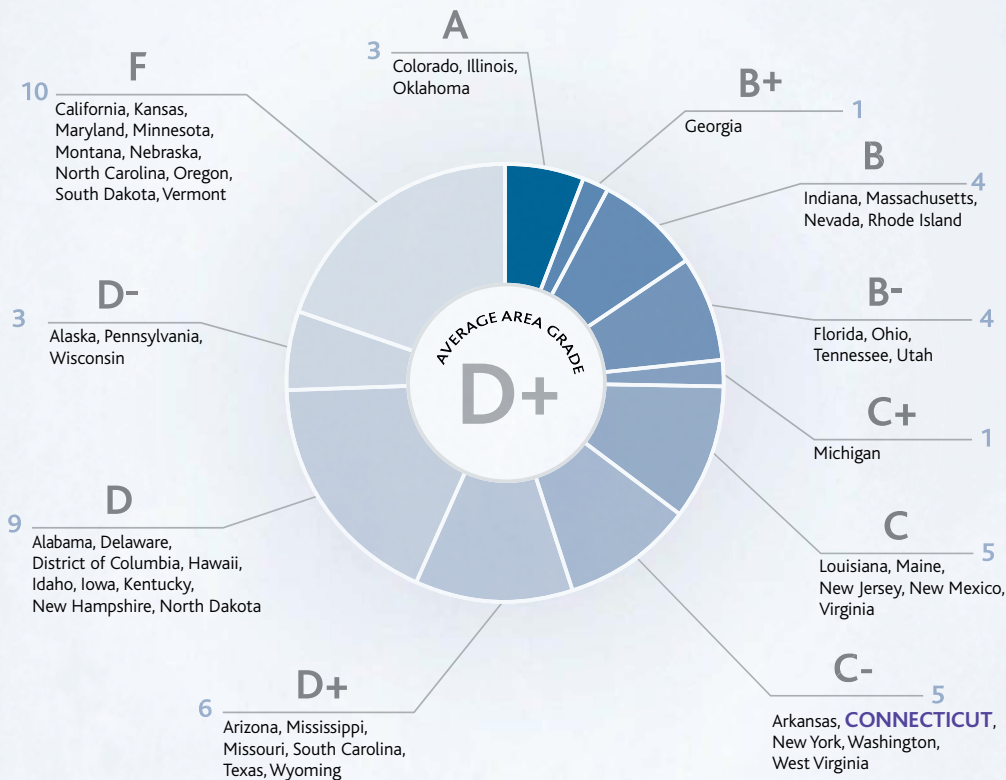 A
3
Colorado, Illinois,
Oklahoma
B+
1
Georgia
B
4
Indiana, Massachusetts,
Nevada, Rhode Island
B-
4
Florida, Ohio,
Tennessee, Utah
C+
1
Michigan
C
5
Louisiana, Maine,
New Jersey, New Mexico,
Virginia
C-
5
Arkansas, CONNECTICUT,
New York, Washington,
West Virginia
D+
6
Arizona, Mississippi,
Missouri, South Carolina,
Texas, Wyoming
D
9
Alabama, Delaware,
District of Columbia, Hawaii,
Idaho, Iowa, Kentucky,
New Hampshire, North Dakota
D-
3
Alaska, Pennsylvania,
Wisconsin
F
10
California, Kansas,
Maryland, Minnesota,
Montana, Nebraska,
North Carolina, Oregon,
South Dakota, Vermont
AVERAGE AREA GRADE
D+